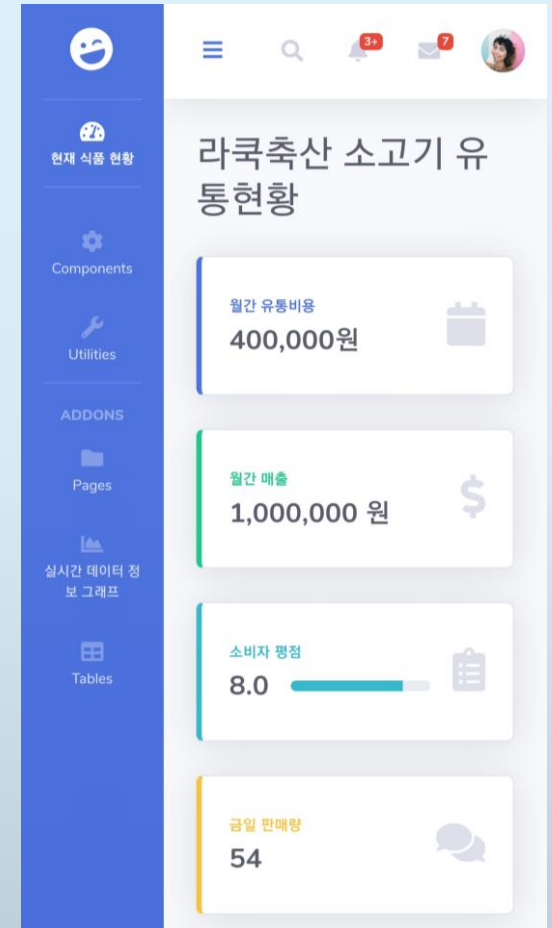 3+
7
현재 식품 현황
Components
Utilities
ADDONS
Pages
실시간 데이터 정
보 그래프
Tables
라쿡축산 소고기 유
통현황
월간 유통비용
400,000원
월간 매출
1,000,000 원
소비자 평점
8.0
금일 판매량
54